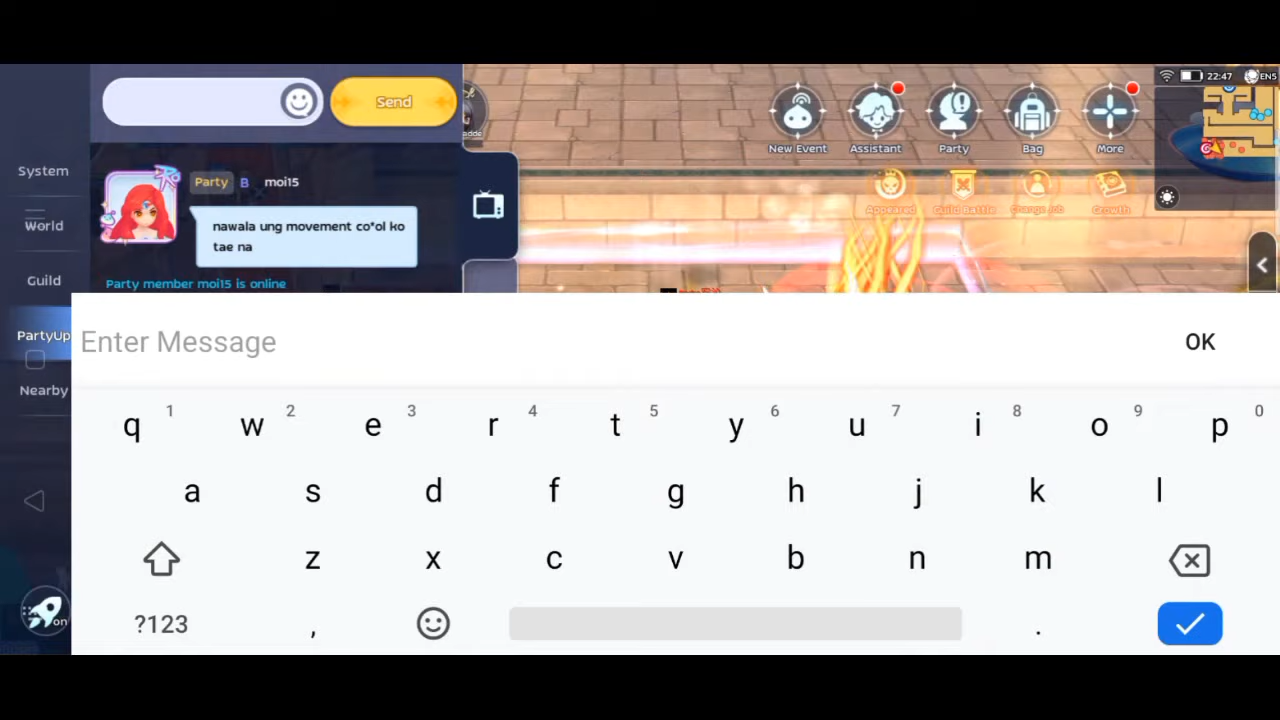 22:47
EN5
Send
New Event
Assistant
Party
Bag
More
System
World
Guild
PartyUp
Nearby
Party B moi15
nawala ung movement co*ol ko
tae na
Party member moi15 is online
Appeared
Guild Battle
Change Job
Growth
Enter Message
OK
q 1 w 2 e 3 r 4 t 5 y 6 u 7 i 8 o 9 p 0
a s d f g h j k l
z x c v b n m
?123 , .
on